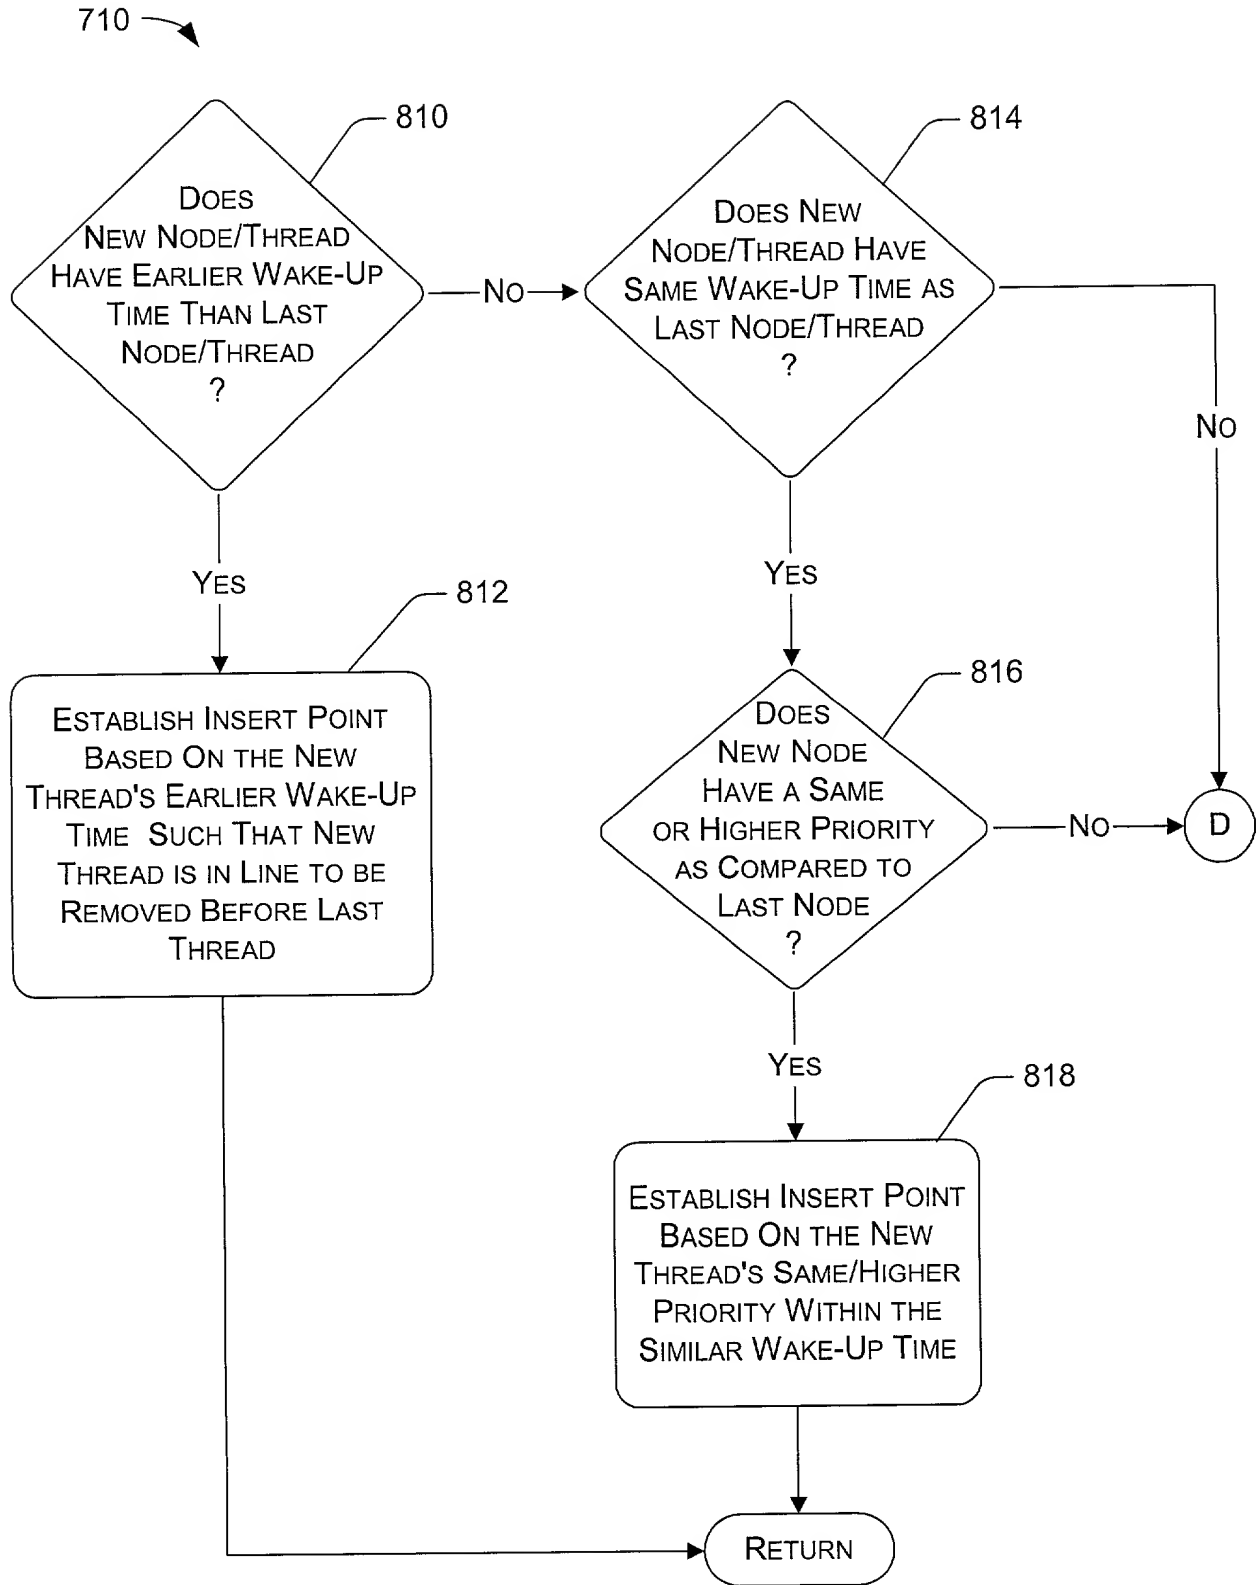 710
810
DOES
NEW NODE/THREAD
HAVE EARLIER WAKE-UP
TIME THAN LAST
NODE/THREAD
?
NO
814
DOES NEW
NODE/THREAD HAVE
SAME WAKE-UP TIME AS
LAST NODE/THREAD
?
NO
YES
812
ESTABLISH INSERT POINT
BASED ON THE NEW
THREAD'S EARLIER WAKE-UP
TIME SUCH THAT NEW
THREAD IS IN LINE TO BE
REMOVED BEFORE LAST
THREAD
YES
816
DOES
NEW NODE
HAVE A SAME
OR HIGHER PRIORITY
AS COMPARED TO
LAST NODE
?
NO
D
YES
818
ESTABLISH INSERT POINT
BASED ON THE NEW
THREAD'S SAME/HIGHER
PRIORITY WITHIN THE
SIMILAR WAKE-UP TIME
RETURN